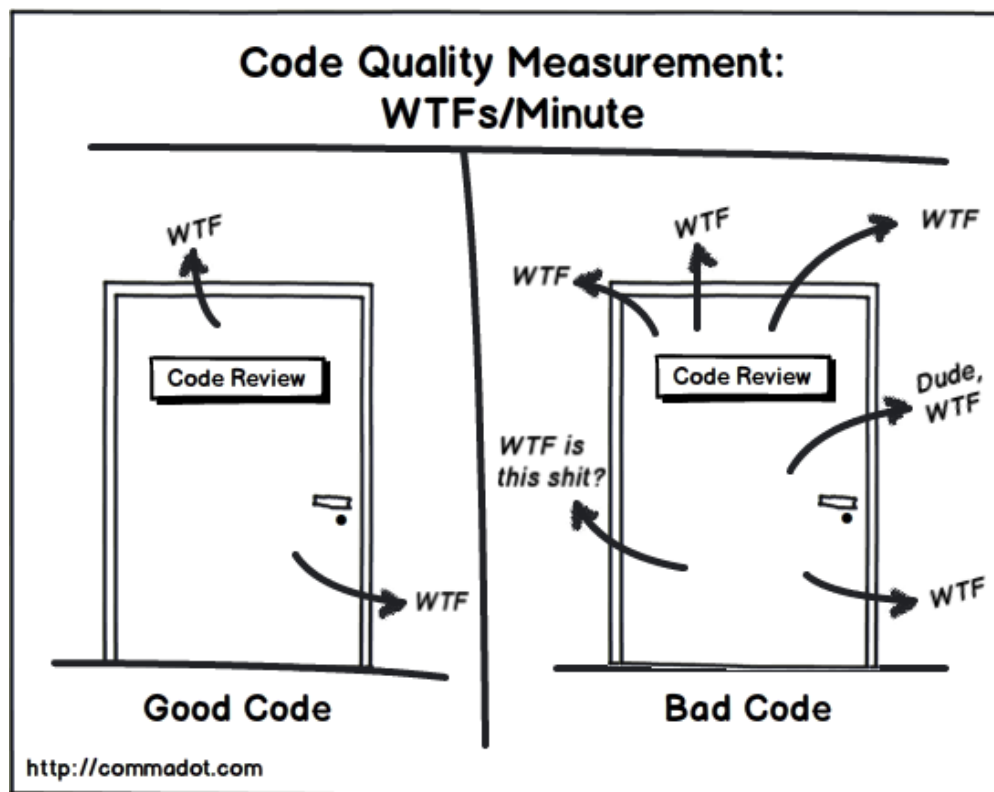 Code Quality Measurement:
WTFs/Minute
WTF
Code Review
WTF
Good Code
WTF
WTF
WTF
Code Review
Dude,
WTF
WTF is
this shit?
WTF
Bad Code
http://commadot.com